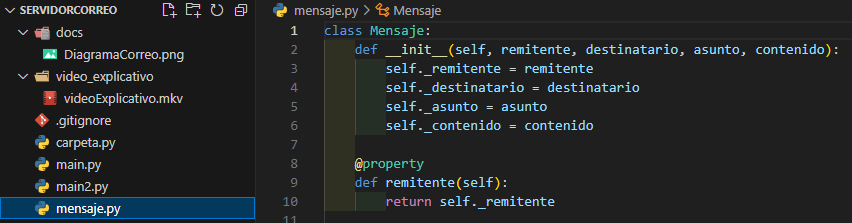 SERVIDORCORREO
docs
DiagramaCorreo.png
video_explicativo
videoExplicativo.mkv
.gitignore
carpeta.py
main.py
main2.py
mensaje.py
mensaje.py > Mensaje
1 class Mensaje:
2     def __init__(self, remitente, destinatario, asunto, contenido):
3         self._remitente = remitente
4         self._destinatario = destinatario
5         self._asunto = asunto
6         self._contenido = contenido
7
8     @property
9     def remitente(self):
10         return self._remitente